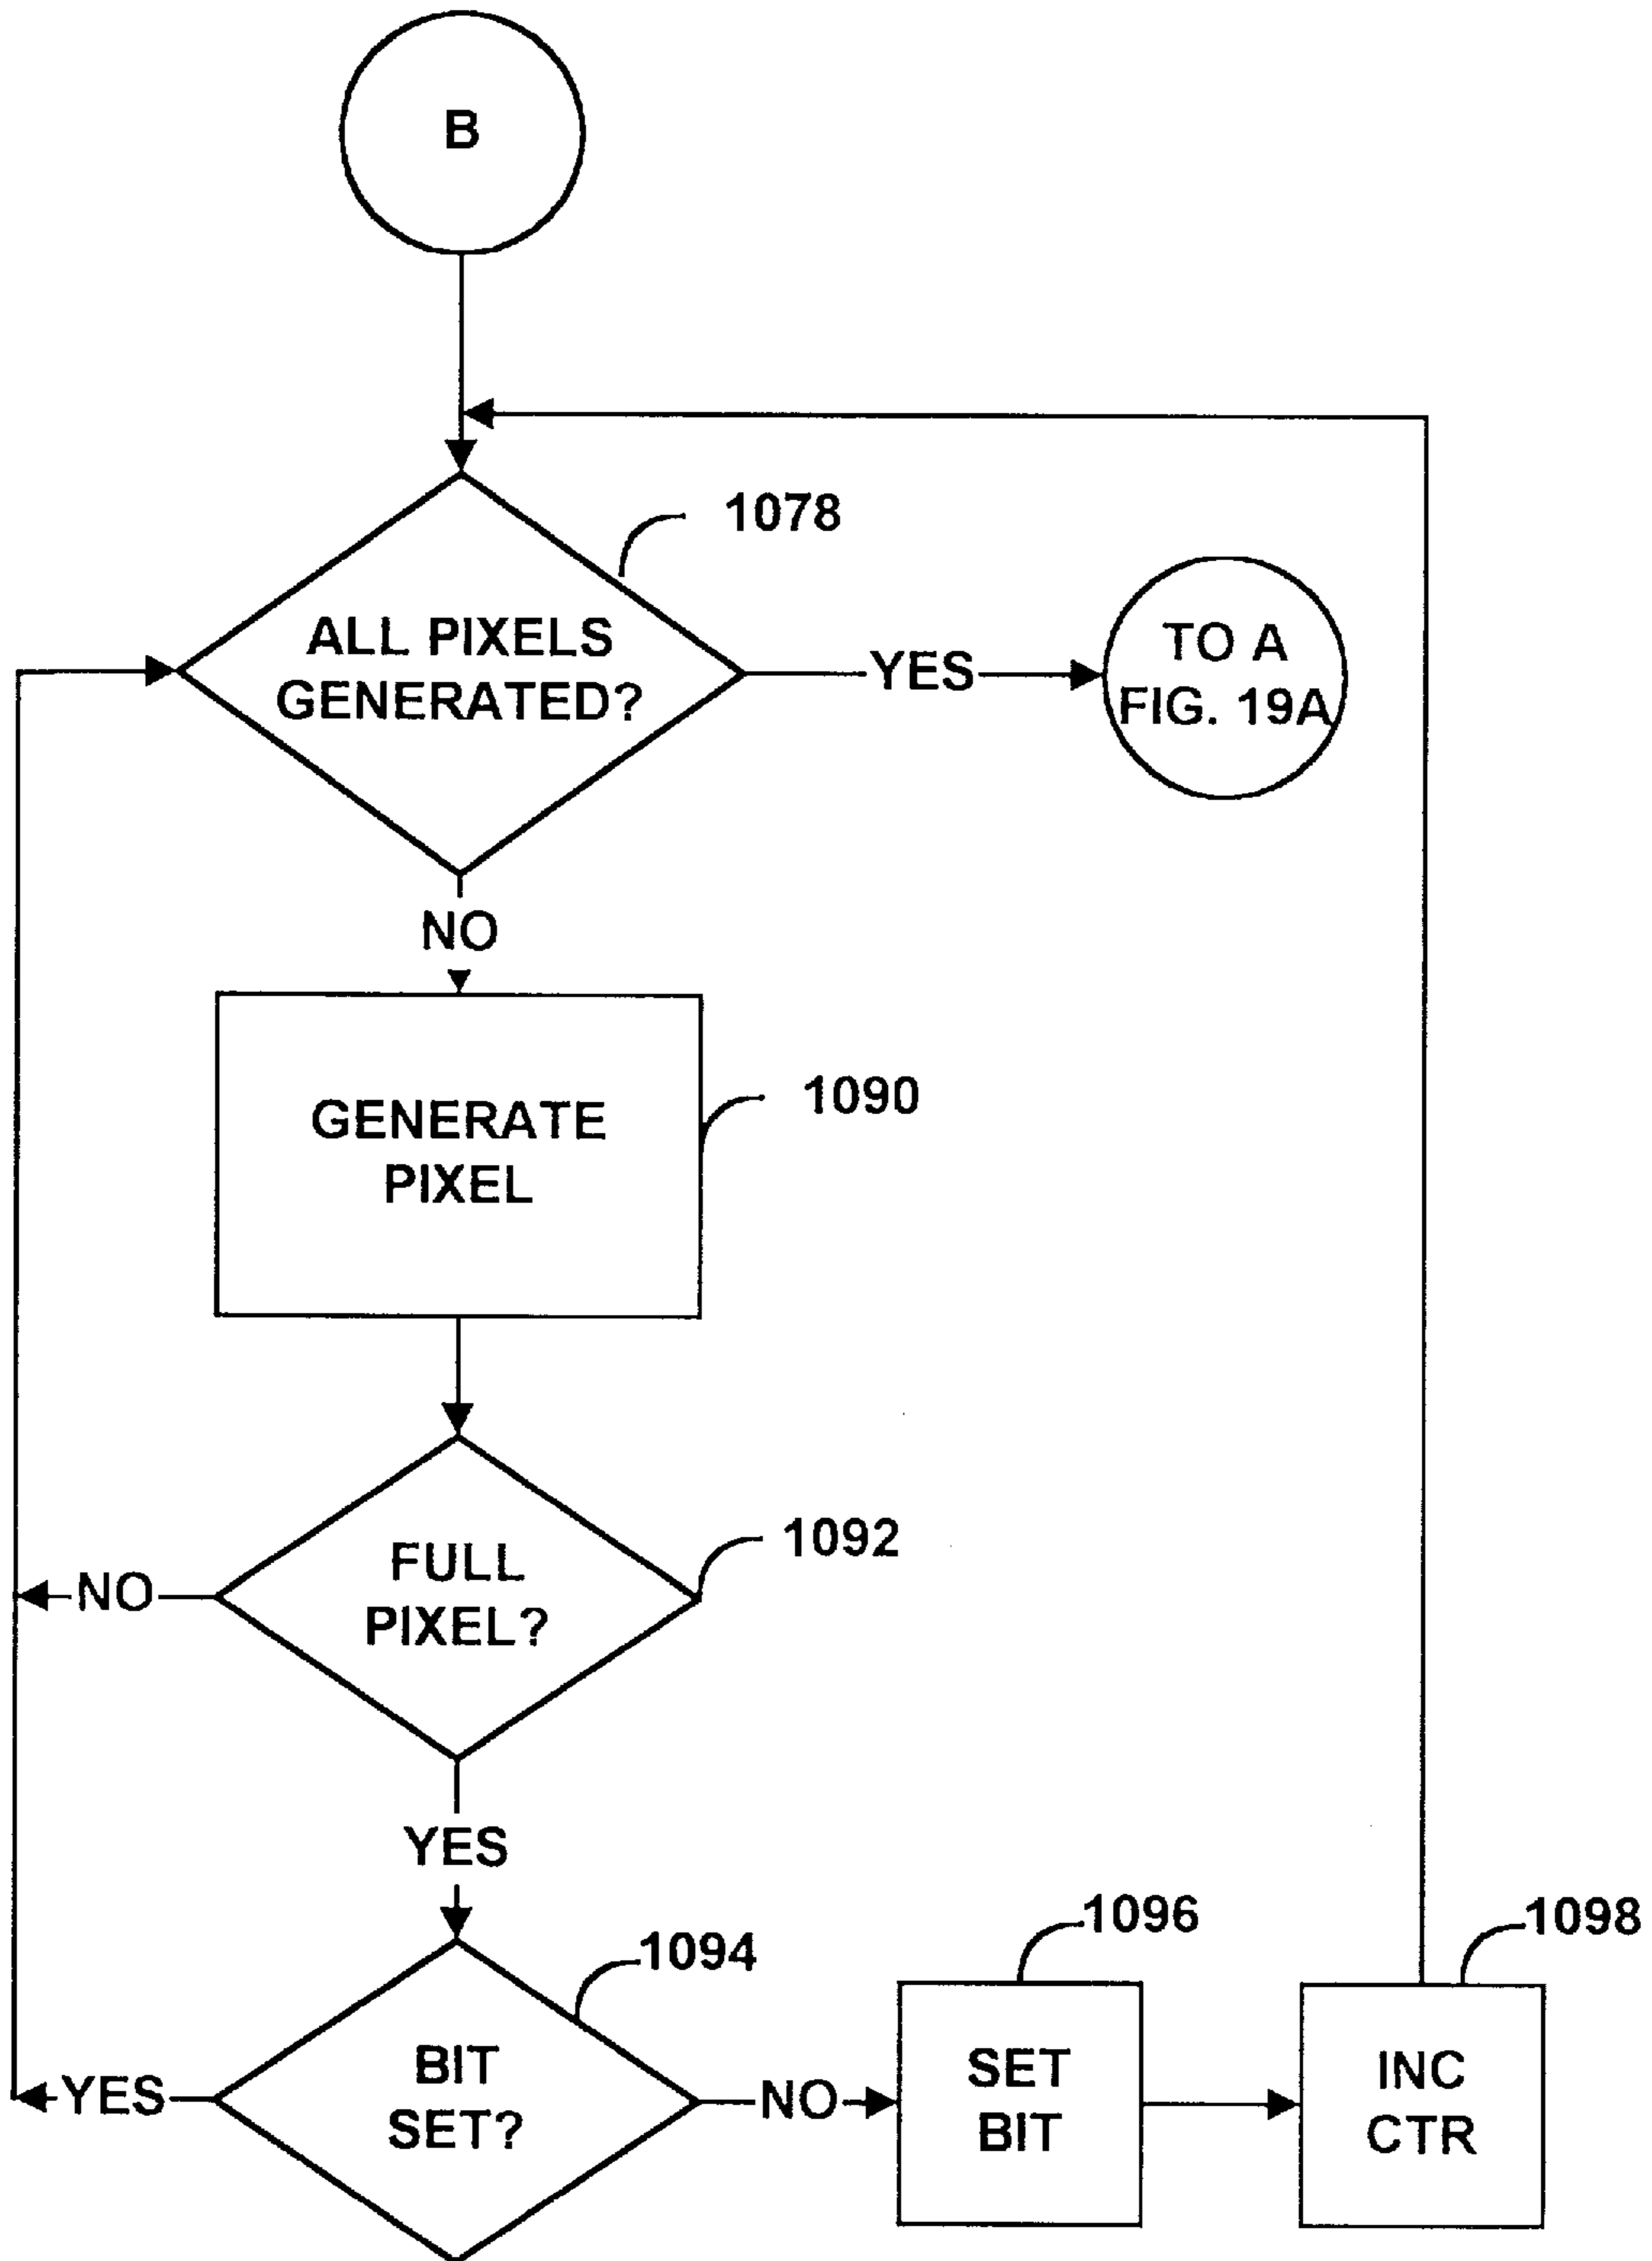 B
1078
ALL PIXELS
GENERATED?
YES
TO A
FIG. 19A
NO
GENERATE
PIXEL
1090
1092
FULL
PIXEL?
NO
YES
1094
1096
1098
BIT
SET?
YES
NO
SET
BIT
INC
CTR